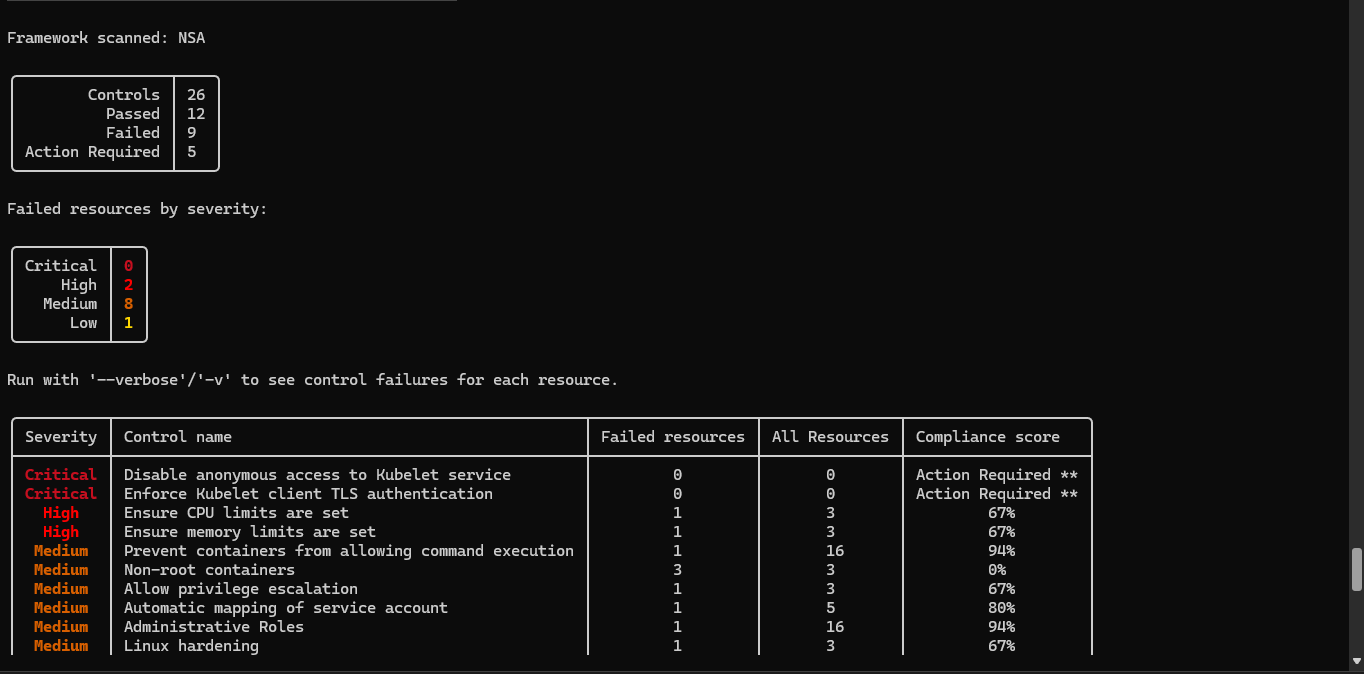 Framework scanned: NSA
Controls 26
Passed 12
Failed 9
Action Required 5
Failed resources by severity:
Critical 0
High 2
Medium 8
Low 1
Run with '--verbose'/'-v' to see control failures for each resource.
Severity Control name Failed resources All Resources Compliance score
Critical Disable anonymous access to Kubelet service 0 0 Action Required **
Critical Enforce Kubelet client TLS authentication 0 0 Action Required **
High Ensure CPU limits are set 1 3 67%
High Ensure memory limits are set 1 3 67%
Medium Prevent containers from allowing command execution 1 16 94%
Medium Non-root containers 3 3 0%
Medium Allow privilege escalation 1 3 67%
Medium Automatic mapping of service account 1 5 80%
Medium Administrative Roles 1 16 94%
Medium Linux hardening 1 3 67%